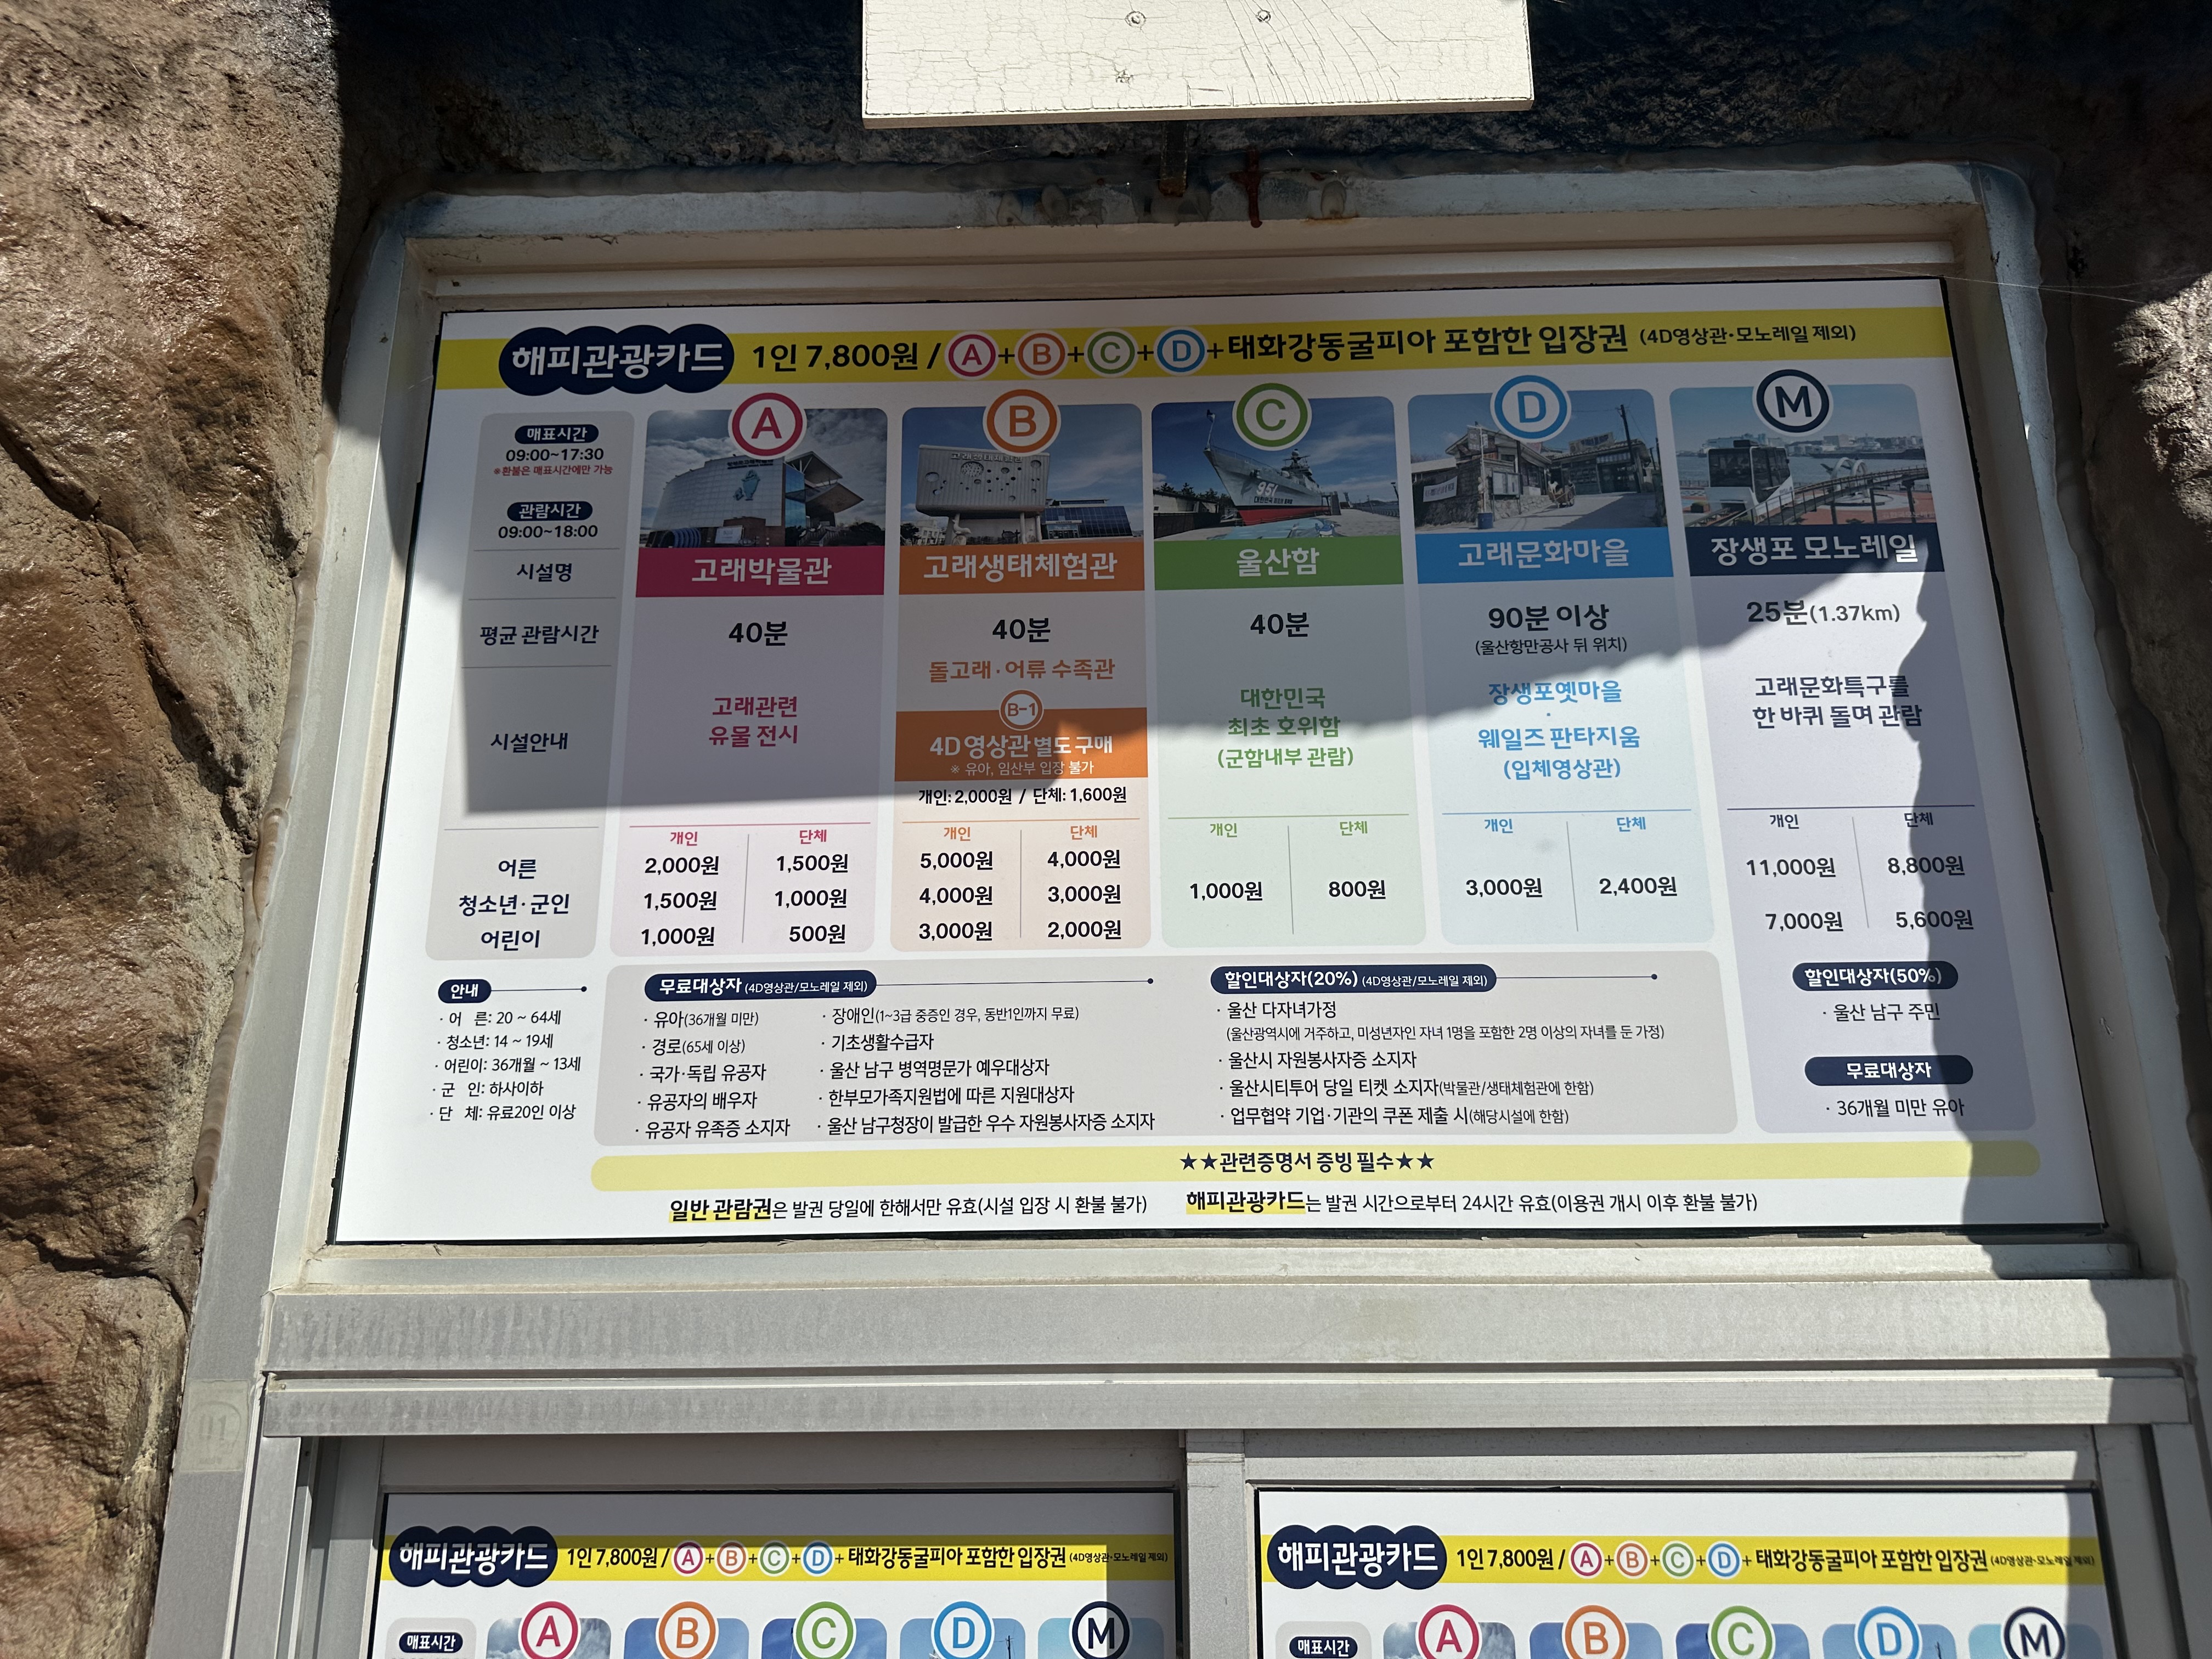 해피관광카드 1인 7,800원 / A+B+C+D+태화강동굴피아 포함한 입장권 (4D영상관·모노레일 제외)
매표시간
09:00~17:30
※환불은 매표시간에만 가능
관람시간
09:00~18:00
시설명
평균 관람시간
시설안내
어른
청소년·군인
어린이
A
고래박물관
40분
고래관련
유물 전시
개인 단체
2,000원 1,500원
1,500원 1,000원
1,000원 500원
B
고래생태체험관
고래생태체험관
40분
돌고래·어류 수족관
B-1
4D영상관 별도 구매
※ 유아, 임산부 입장 불가
개인: 2,000원 / 단체: 1,600원
개인 단체
5,000원 4,000원
4,000원 3,000원
3,000원 2,000원
C
951
울산함
40분
대한민국
최초 호위함
(군함내부 관람)
개인 단체
1,000원 800원
D
고래문화마을
90분 이상
(울산항만공사 뒤 위치)
장생포옛마을
·
웨일즈 판타지움
(입체영상관)
개인 단체
3,000원 2,400원
M
장생포 모노레일
25분(1.37km)
고래문화특구를
한 바퀴 돌며 관람
개인 단체
11,000원 8,800원
7,000원 5,600원
할인대상자(50%)
· 울산 남구 주민
무료대상자
· 36개월 미만 유아
안내
· 어 른: 20 ~ 64세
· 청소년: 14 ~ 19세
· 어린이: 36개월 ~ 13세
· 군 인: 하사이하
· 단 체: 유료20인 이상
무료대상자 (4D영상관/모노레일 제외)
· 유아(36개월 미만)
· 경로(65세 이상)
· 국가·독립 유공자
· 유공자의 배우자
· 유공자 유족증 소지자
· 장애인(1~3급 중증인 경우, 동반1인까지 무료)
· 기초생활수급자
· 울산 남구 병역명문가 예우대상자
· 한부모가족지원법에 따른 지원대상자
· 울산 남구청장이 발급한 우수 자원봉사자증 소지자
할인대상자(20%) (4D영상관/모노레일 제외)
· 울산 다자녀가정
(울산광역시에 거주하고, 미성년자인 자녀 1명을 포함한 2명 이상의 자녀를 둔 가정)
· 울산시 자원봉사자증 소지자
· 울산시티투어 당일 티켓 소지자(박물관/생태체험관에 한함)
· 업무협약 기업·기관의 쿠폰 제출 시(해당시설에 한함)
★★관련증명서 증빙 필수★★
일반 관람권은 발권 당일에 한해서만 유효(시설 입장 시 환불 불가) 해피관광카드는 발권 시간으로부터 24시간 유효(이용권 개시 이후 환불 불가)
해피관광카드 1인 7,800원 / A+B+C+D+ 태화강동굴피아 포함한 입장권 (4D영상관·모노레일 제외)
매표시간
A
B
C
D
M
해피관광카드 1인 7,800원 / A+B+C+D+ 태화강동굴피아 포함한 입장권 (4D영상관·모노레일 제외)
매표시간
A
B
C
D
M